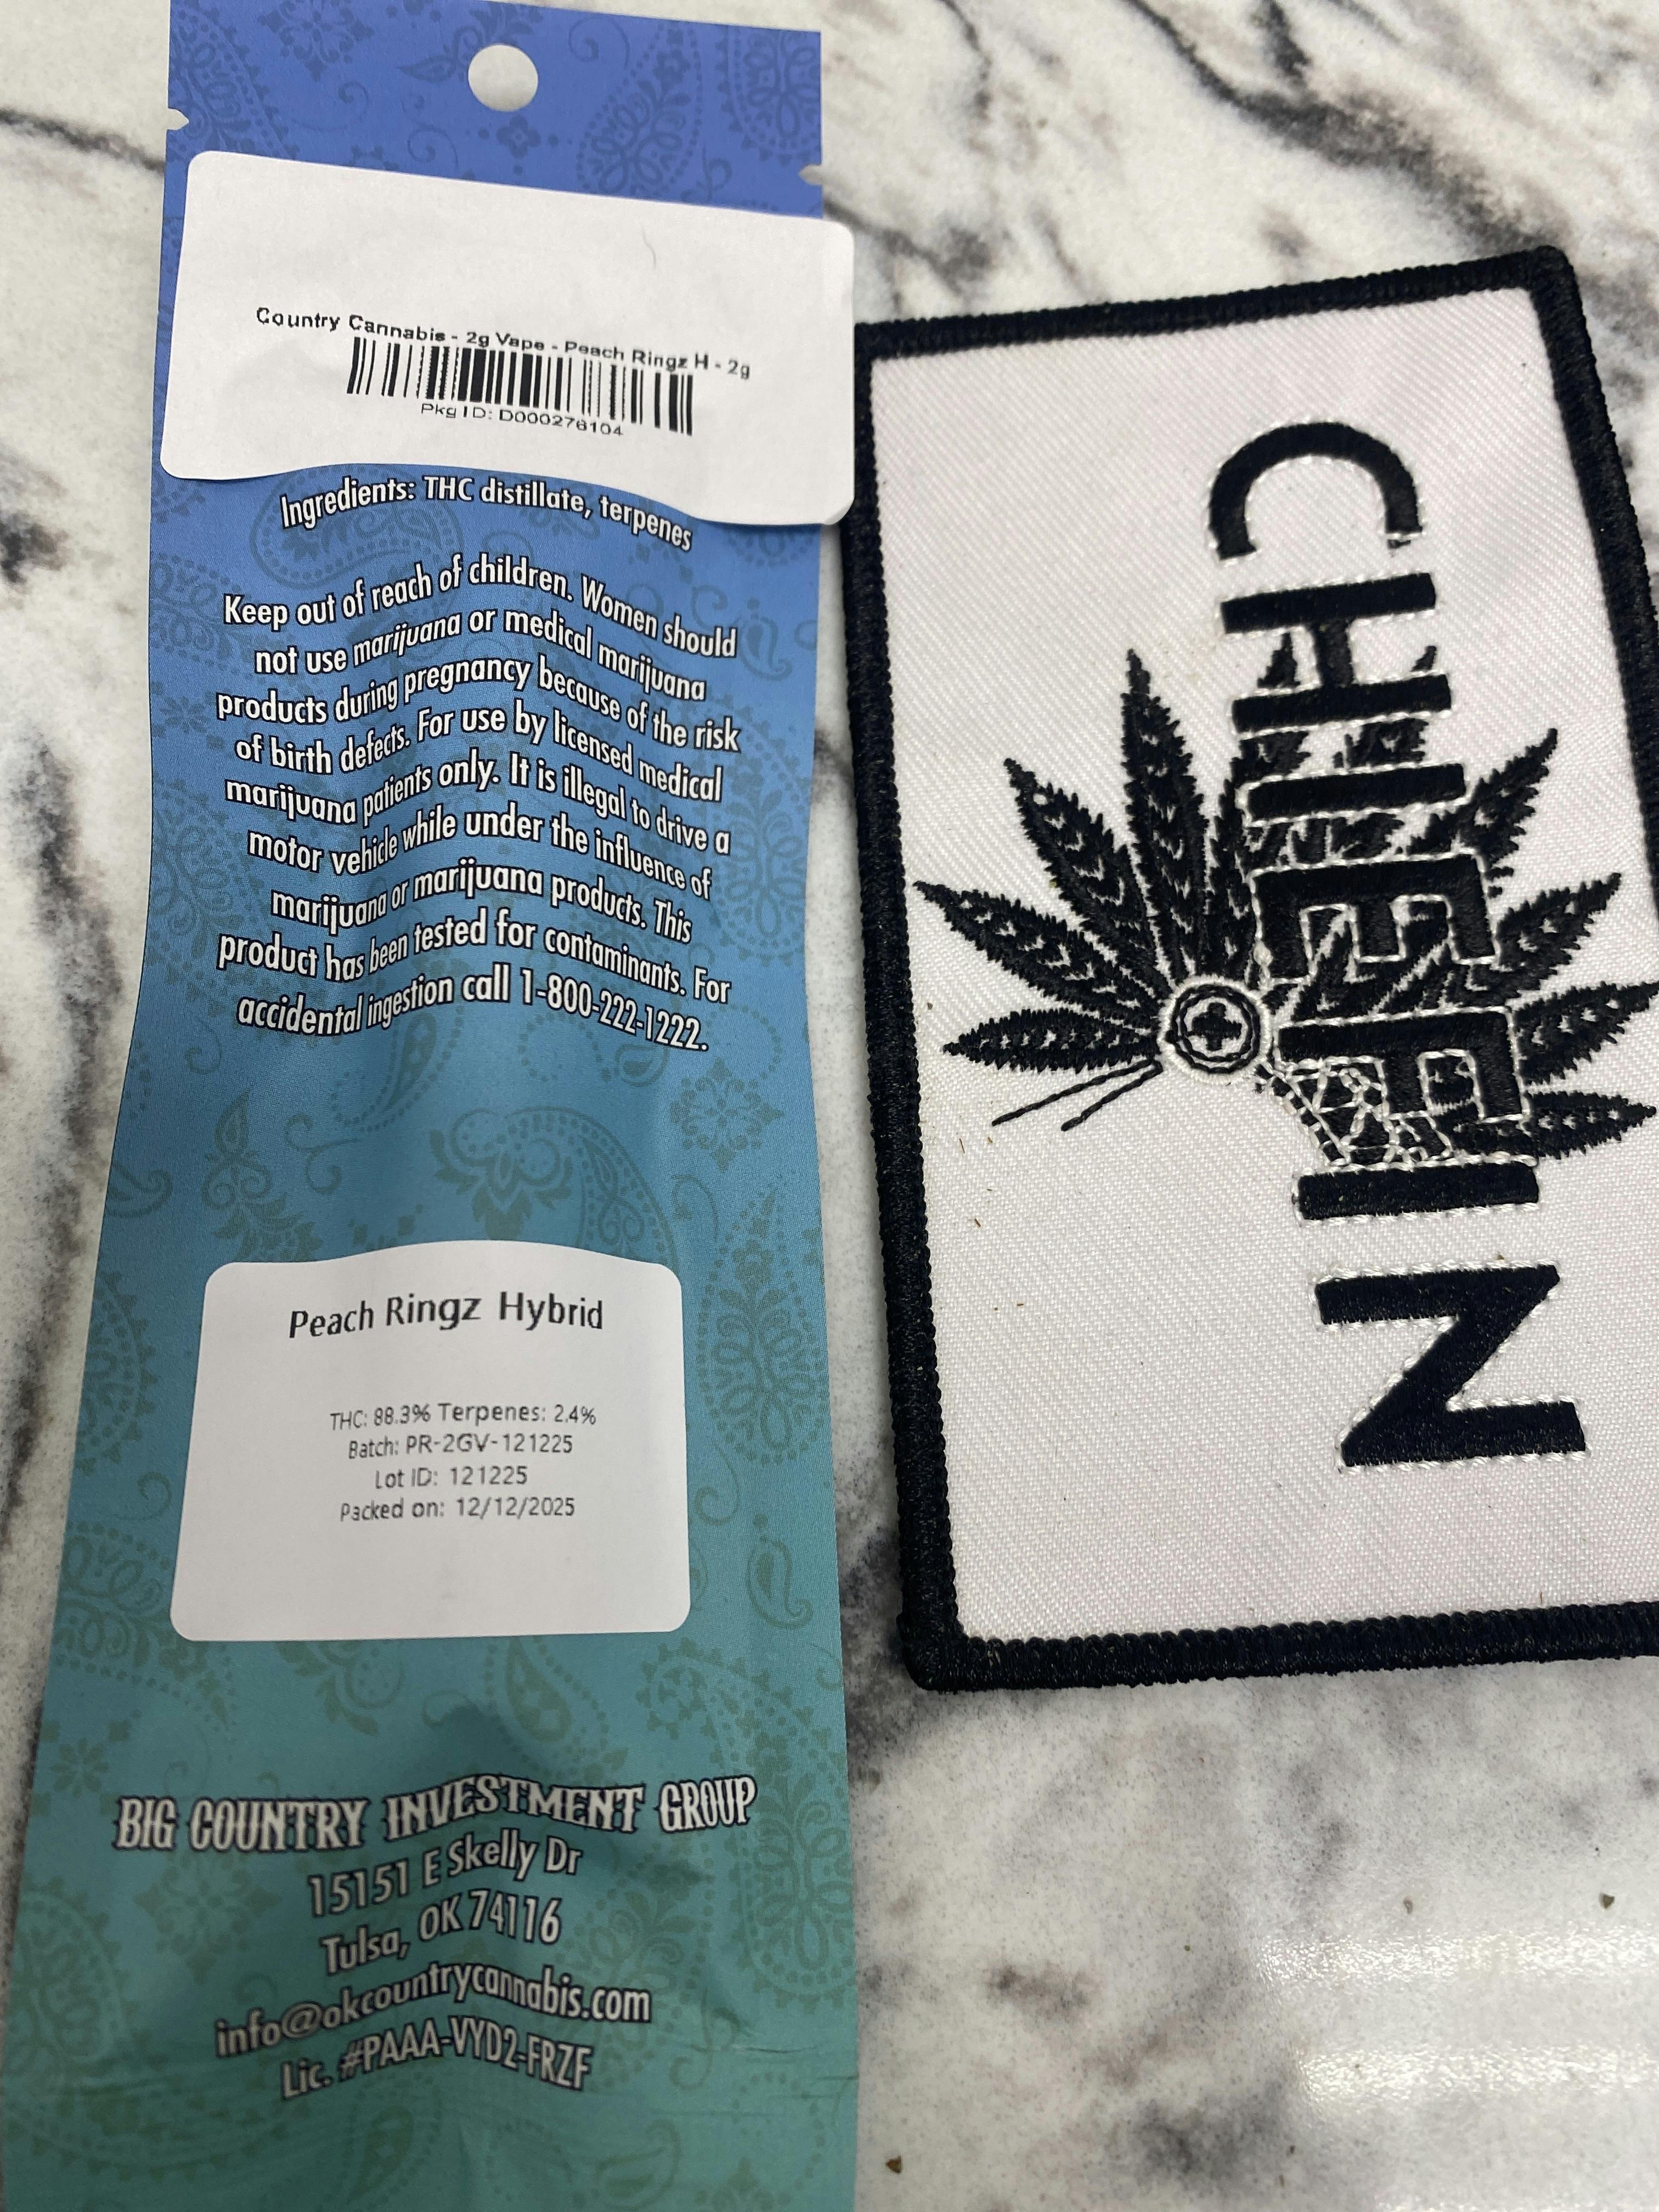 Country Cannabis - 2g Vape - Peach Ringz H - 2g
Pkg ID: D000276104
Ingredients: THC distillate, terpenes
Keep out of reach of children. Women should
not use marijuana or medical marijuana
products during pregnancy because of the risk
of birth defects. For use by licensed medical
marijuana patients only. It is illegal to drive a
motor vehicle while under the influence of
marijuana or marijuana products. This
product has been tested for contaminants. For
accidental ingestion call 1-800-222-1222.
Peach Ringz Hybrid
THC: 88.3% Terpenes: 2.4%
Batch: PR-2GV-121225
Lot ID: 121225
Packed on: 12/12/2025
BIG COUNTRY INVESTMENT GROUP
15151 E Skelly Dr
Tulsa, OK 74116
info@okcountrycannabis.com
Lic. #PAAA-VYD2-FRZF
CHIEFIN